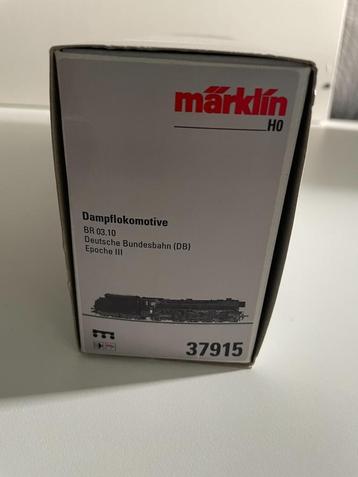 märklin
H0
Dampflokomotive
BR 03.10
Deutsche Bundesbahn (DB)
Epoche III
37915